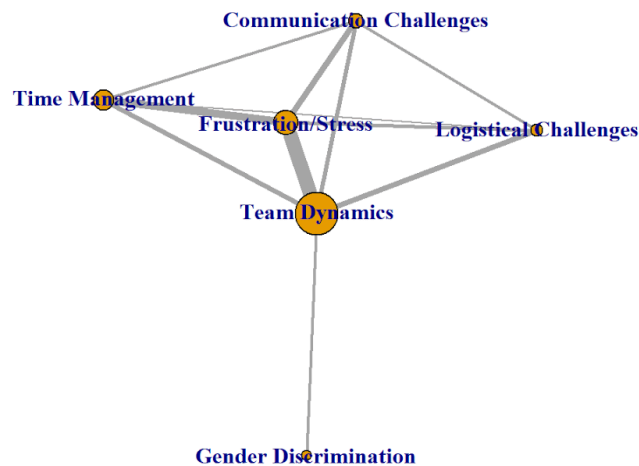 Communication Challenges
Time Management
Frustration/Stress
Logistical Challenges
Team Dynamics
Gender Discrimination